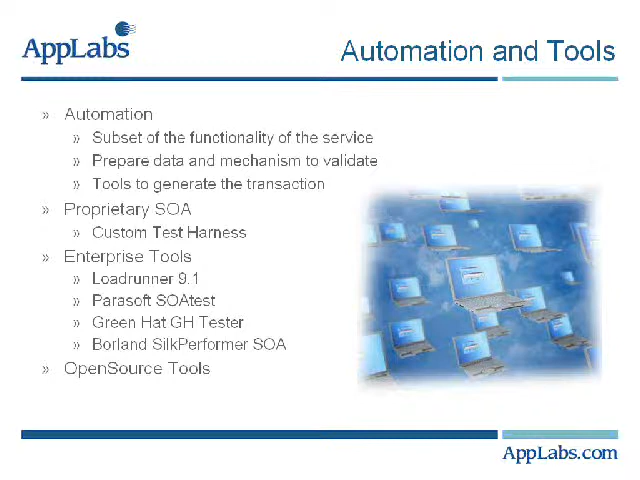 AppLabs
Automation and Tools
» Automation
» Subset of the functionality of the service
» Prepare data and mechanism to validate
» Tools to generate the transaction
» Proprietary SOA
» Custom Test Harness
» Enterprise Tools
» Loadrunner 9.1
» Parasoft SOAtest
» Green Hat GH Tester
» Borland SilkPerformer SOA
» OpenSource Tools
AppLabs.com